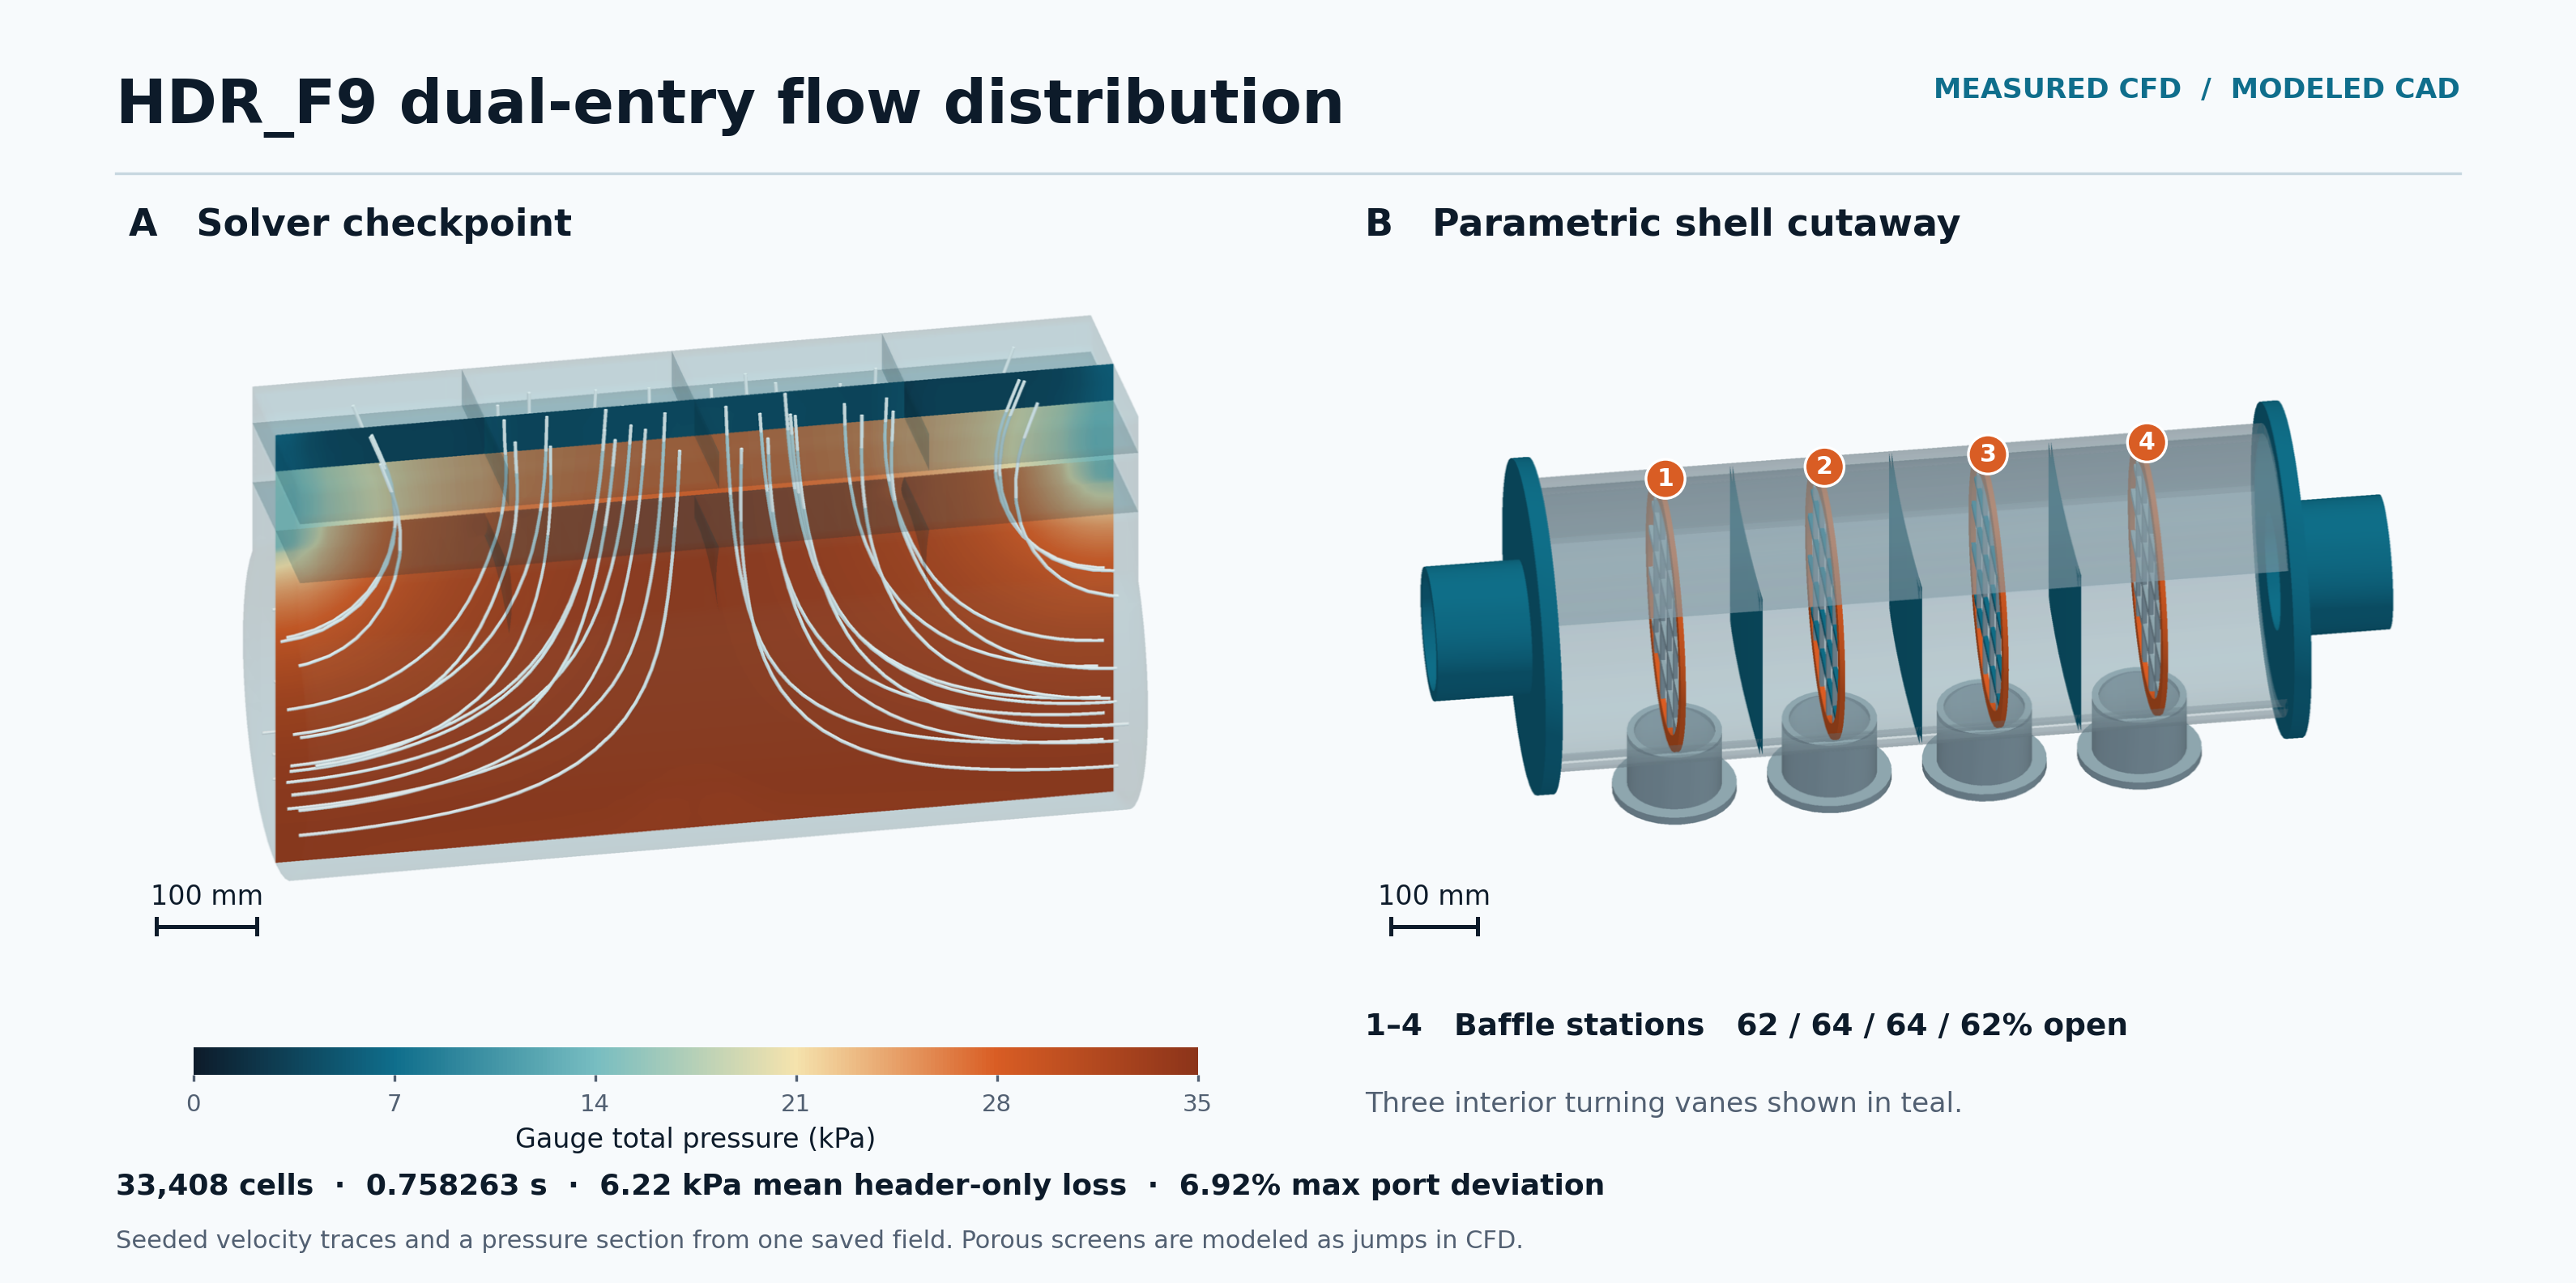 HDR_F9 dual-entry flow distribution
MEASURED CFD / MODELED CAD
A Solver checkpoint
B Parametric shell cutaway
1
2
3
4
100 mm
100 mm
1–4 Baffle stations 62 / 64 / 64 / 62% open
Three interior turning vanes shown in teal.
0 7 14 21 28 35
Gauge total pressure (kPa)
33,408 cells · 0.758263 s · 6.22 kPa mean header-only loss · 6.92% max port deviation
Seeded velocity traces and a pressure section from one saved field. Porous screens are modeled as jumps in CFD.